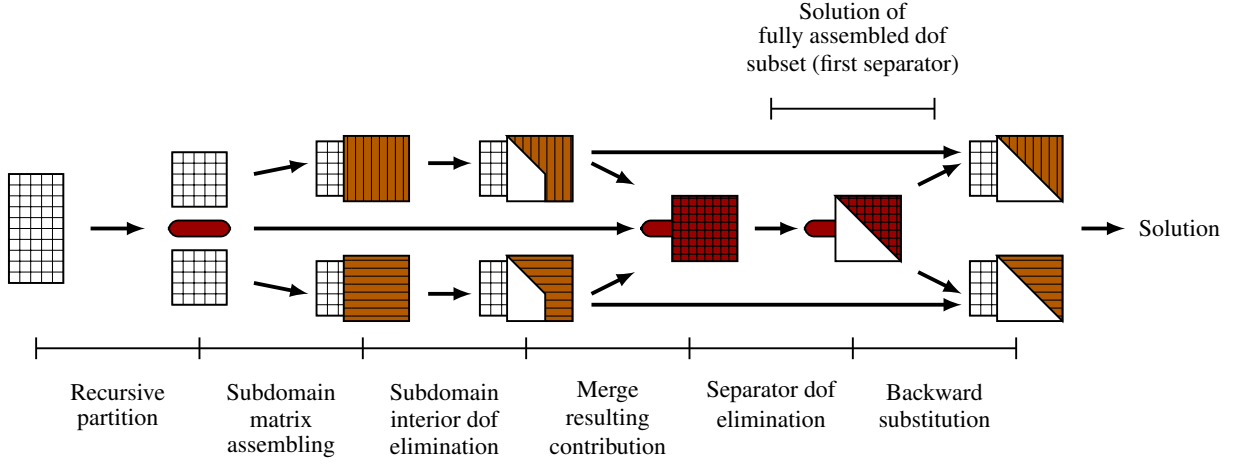 Solution of
fully assembled dof
subset (first separator)
Solution
Recursive
partition
Subdomain
matrix
assembling
Subdomain
interior dof
elimination
Merge
resulting
contribution
Separator dof
elimination
Backward
substitution